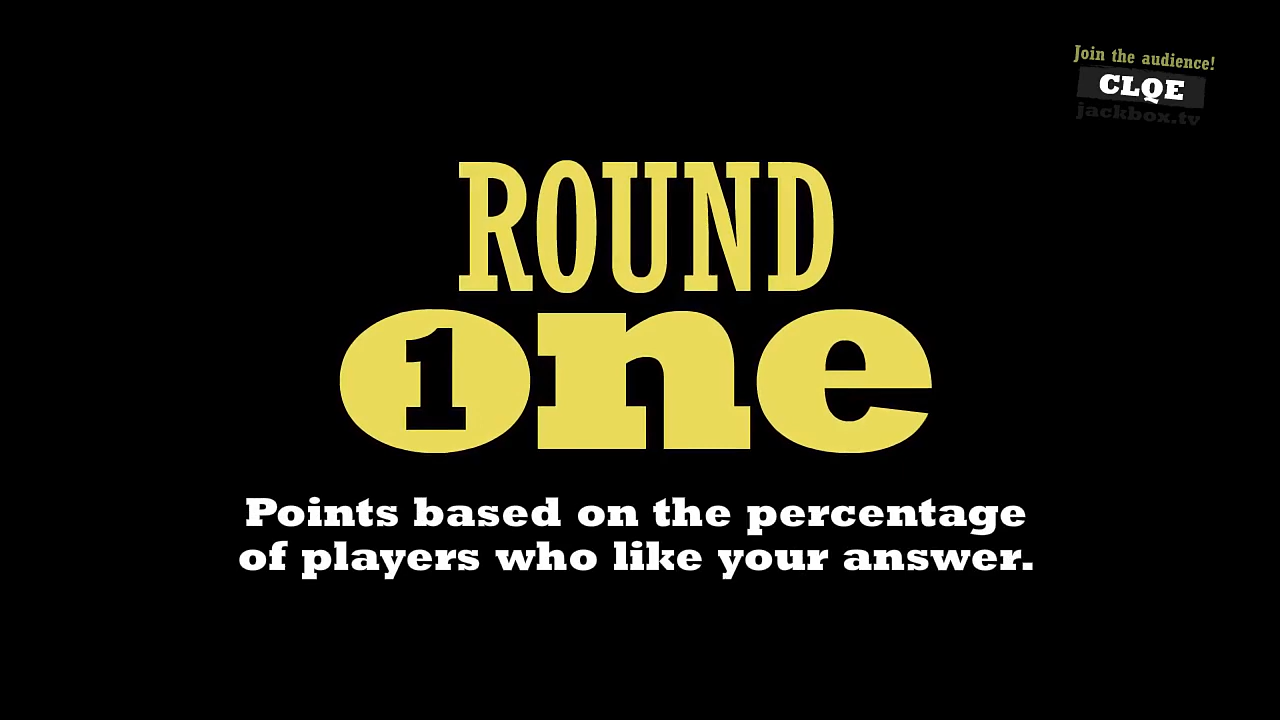 Join the audience!
CLQE
jackbox.tv
ROUND
1
One
Points based on the percentage
of players who like your answer.